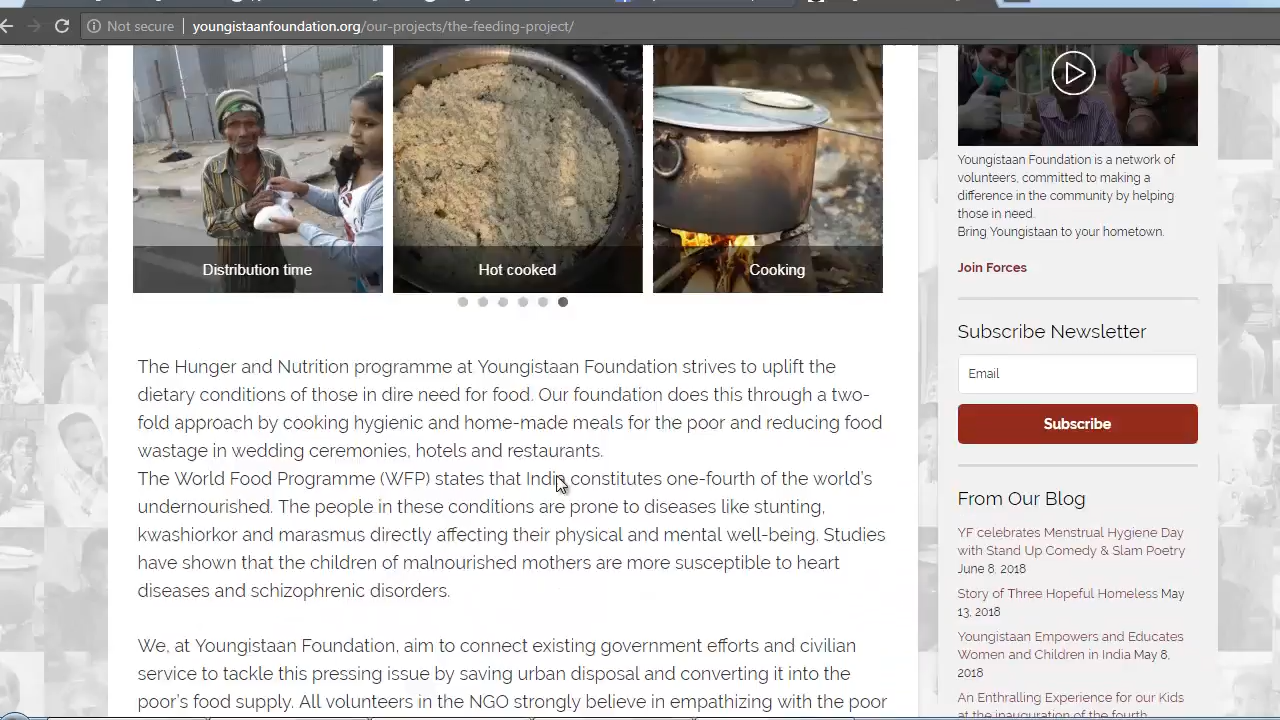 Not secure youngistaanfoundation.org/our-projects/the-feeding-project/
Distribution time
Hot cooked
Cooking
The Hunger and Nutrition programme at Youngistaan Foundation strives to uplift the
dietary conditions of those in dire need for food. Our foundation does this through a two-
fold approach by cooking hygienic and home-made meals for the poor and reducing food
wastage in wedding ceremonies, hotels and restaurants.
The World Food Programme (WFP) states that India constitutes one-fourth of the world's
undernourished. The people in these conditions are prone to diseases like stunting,
kwashiorkor and marasmus directly affecting their physical and mental well-being. Studies
have shown that the children of malnourished mothers are more susceptible to heart
diseases and schizophrenic disorders.
We, at Youngistaan Foundation, aim to connect existing government efforts and civilian
service to tackle this pressing issue by saving urban disposal and converting it into the
poor's food supply. All volunteers in the NGO strongly believe in empathizing with the poor
Youngistaan Foundation is a network of
volunteers, committed to making a
difference in the community by helping
those in need.
Bring Youngistaan to your hometown.
Join Forces
Subscribe Newsletter
Email
Subscribe
From Our Blog
YF celebrates Menstrual Hygiene Day
with Stand Up Comedy & Slam Poetry
June 8, 2018
Story of Three Hopeful Homeless May
13, 2018
Youngistaan Empowers and Educates
Women and Children in India May 8,
2018
An Enthralling Experience for our Kids
at the inauguration of the fourth